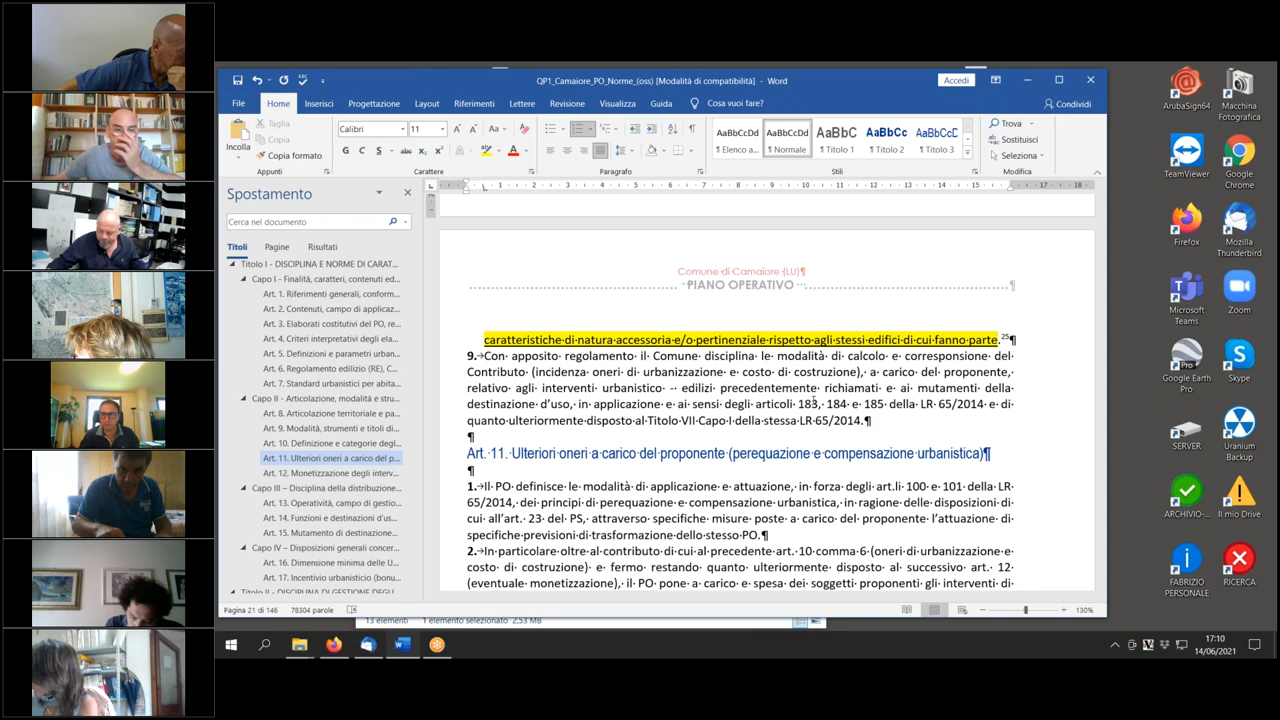 QP1_Camaiore_PO_Norme_(oss) [Modalità di compatibilità] - Word
Accedi
File Home Inserisci Progettazione Layout Riferimenti Lettere Revisione Visualizza Guida Cosa vuoi fare? Condividi
Incolla
Taglia
Copia
Copia formato
Calibri 11
G C S abc x₂ x²
AaBbCcDd AaBbCcDd AaBbC AaBbCc AaBbCcD
¶ Elenco a... ¶ Normale ¶ Titolo 1 ¶ Titolo 2 ¶ Titolo 3
Trova
Sostituisci
Seleziona
Appunti Carattere Paragrafo Stili Modifica
Spostamento
Cerca nel documento
Titoli Pagine Risultati
Titolo I - DISCIPLINA E NORME DI CARAT...
Capo I - Finalità, caratteri, contenuti ed...
Art. 1. Riferimenti generali, conform...
Art. 2. Contenuti, campo di applicaz...
Art. 3. Elaborati costitutivi del PO, re...
Art. 4. Criteri interpretativi degli ela...
Art. 5. Definizioni e parametri urban...
Art. 6. Regolamento edilizio (RE), C...
Art. 7. Standard urbanistici per abita...
Capo II - Articolazione, modalità e stru...
Art. 8. Articolazione territoriale e pa...
Art. 9. Modalità, strumenti e titoli di...
Art. 10. Definizione e categorie degl...
Art. 11. Ulteriori oneri a carico del p...
Art. 12. Monetizzazione degli interv...
Capo III – Disciplina della distribuzione...
Art. 13. Operatività, campo di gestio...
Art. 14. Funzioni e destinazioni d'us...
Art. 15. Mutamento di destinazione...
Capo IV – Disposizioni generali concer...
Art. 16. Dimensione minima delle U...
Art. 17. Incentivo urbanisticio (bonu...
Comune di Camaiore (LU)¶
PIANO OPERATIVO ¶
caratteristiche·di·natura·accessoria·e/o·pertinenziale·rispetto·agli·stessi·edifici·di·cui·fanno·parte.²⁵¶
9.→Con· apposito· regolamento· il· Comune· disciplina· le· modalità· di· calcolo· e· corresponsione· del·
Contributo· (incidenza· oneri· di· urbanizzazione· e· costo· di· costruzione),· a· carico· del· proponente,·
relativo· agli· interventi· urbanistico· -· edilizi· precedentemente· richiamati· e· ai· mutamenti· della·
destinazione· d'uso,· in· applicazione· e· ai· sensi· degli· articoli· 183,· 184· e· 185· della· LR· 65/2014· e· di·
quanto·ulteriormente·disposto·al·Titolo·VII·Capo·I·della·stessa·LR·65/2014.¶
¶
Art.·11.·Ulteriori·oneri·a·carico·del·proponente·(perequazione·e·compensazione·urbanistica)¶
¶
1.→Il· PO· definisce· le· modalità· di· applicazione· e· attuazione,· in· forza· degli· art.li· 100· e· 101· della· LR·
65/2014,· dei· principi· di· perequazione· e· compensazione· urbanistica,· in· ragione· delle· disposizioni· di·
cui· all'art.· 23· del· PS,· attraverso· specifiche· misure· poste· a· carico· del· proponente· l'attuazione· di·
specifiche·previsioni·di·trasformazione·dello·stesso·PO.¶
2.→In·particolare·oltre·al·contributo·di·cui·al·precedente·art.·10·comma·6·(oneri·di·urbanizzazione·e·
costo· di· costruzione)· e· fermo· restando· quanto· ulteriormente· disposto· al· successivo· art.· 12·
(eventuale· monetizzazione),· il· PO· pone· a· carico· e· spesa· dei· soggetti· proponenti· gli· interventi· di·
Pagina 21 di 146 78304 parole 130%
13 elementi 1 elemento selezionato 2,53 MB
17:10
14/06/2021
ArubaSign64
Macchina Fotografica
TeamViewer
Google Chrome
Firefox
Mozilla Thunderbird
Microsoft Teams
Zoom
Google Earth Pro
Skype
SERVER
Uranium Backup
ARCHIVIO-...
Il mio Drive
FABRIZIO PERSONALE
RICERCA